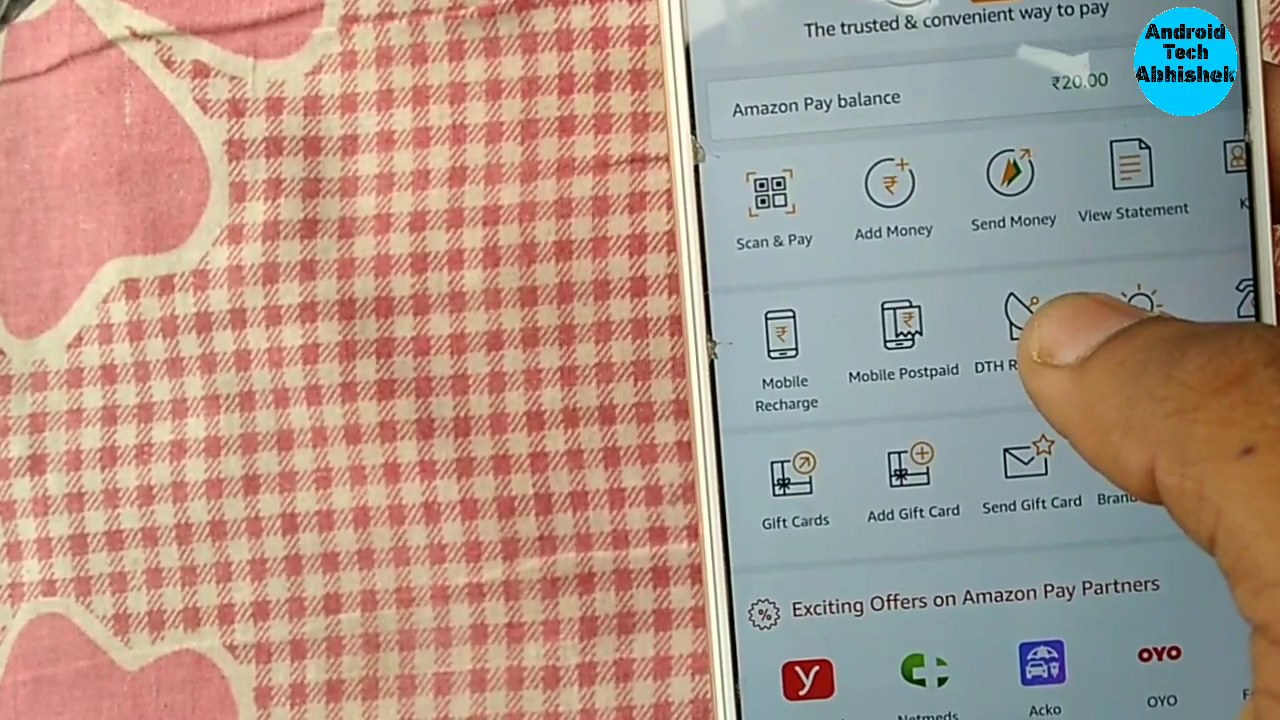 The trusted & convenient way to pay
Android
Tech
Abhishek
Amazon Pay balance
₹20.00
Scan & Pay
Add Money
Send Money
View Statement
K
Mobile
Recharge
Mobile Postpaid
DTH R
Gift Cards
Add Gift Card
Send Gift Card
Brand
Exciting Offers on Amazon Pay Partners
y
Netmeds
Acko
OYO
OYO